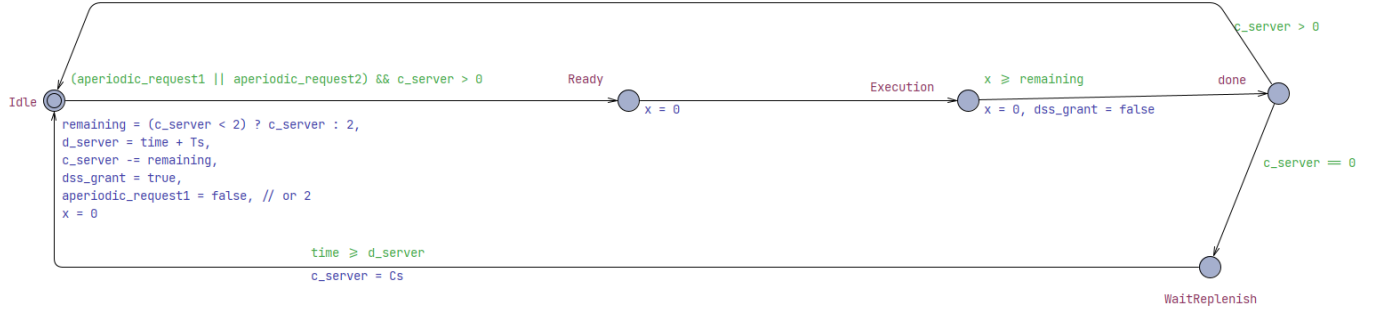 c_server > 0
(aperiodic_request1 || aperiodic_request2) && c_server > 0
Ready
Execution
x ⩾ remaining
done
Idle
x = 0
x = 0, dss_grant = false
remaining = (c_server < 2) ? c_server : 2,
d_server = time + Ts,
c_server -= remaining,
dss_grant = true,
aperiodic_request1 = false, // or 2
x = 0
c_server == 0
time ⩾ d_server
c_server = Cs
WaitReplenish